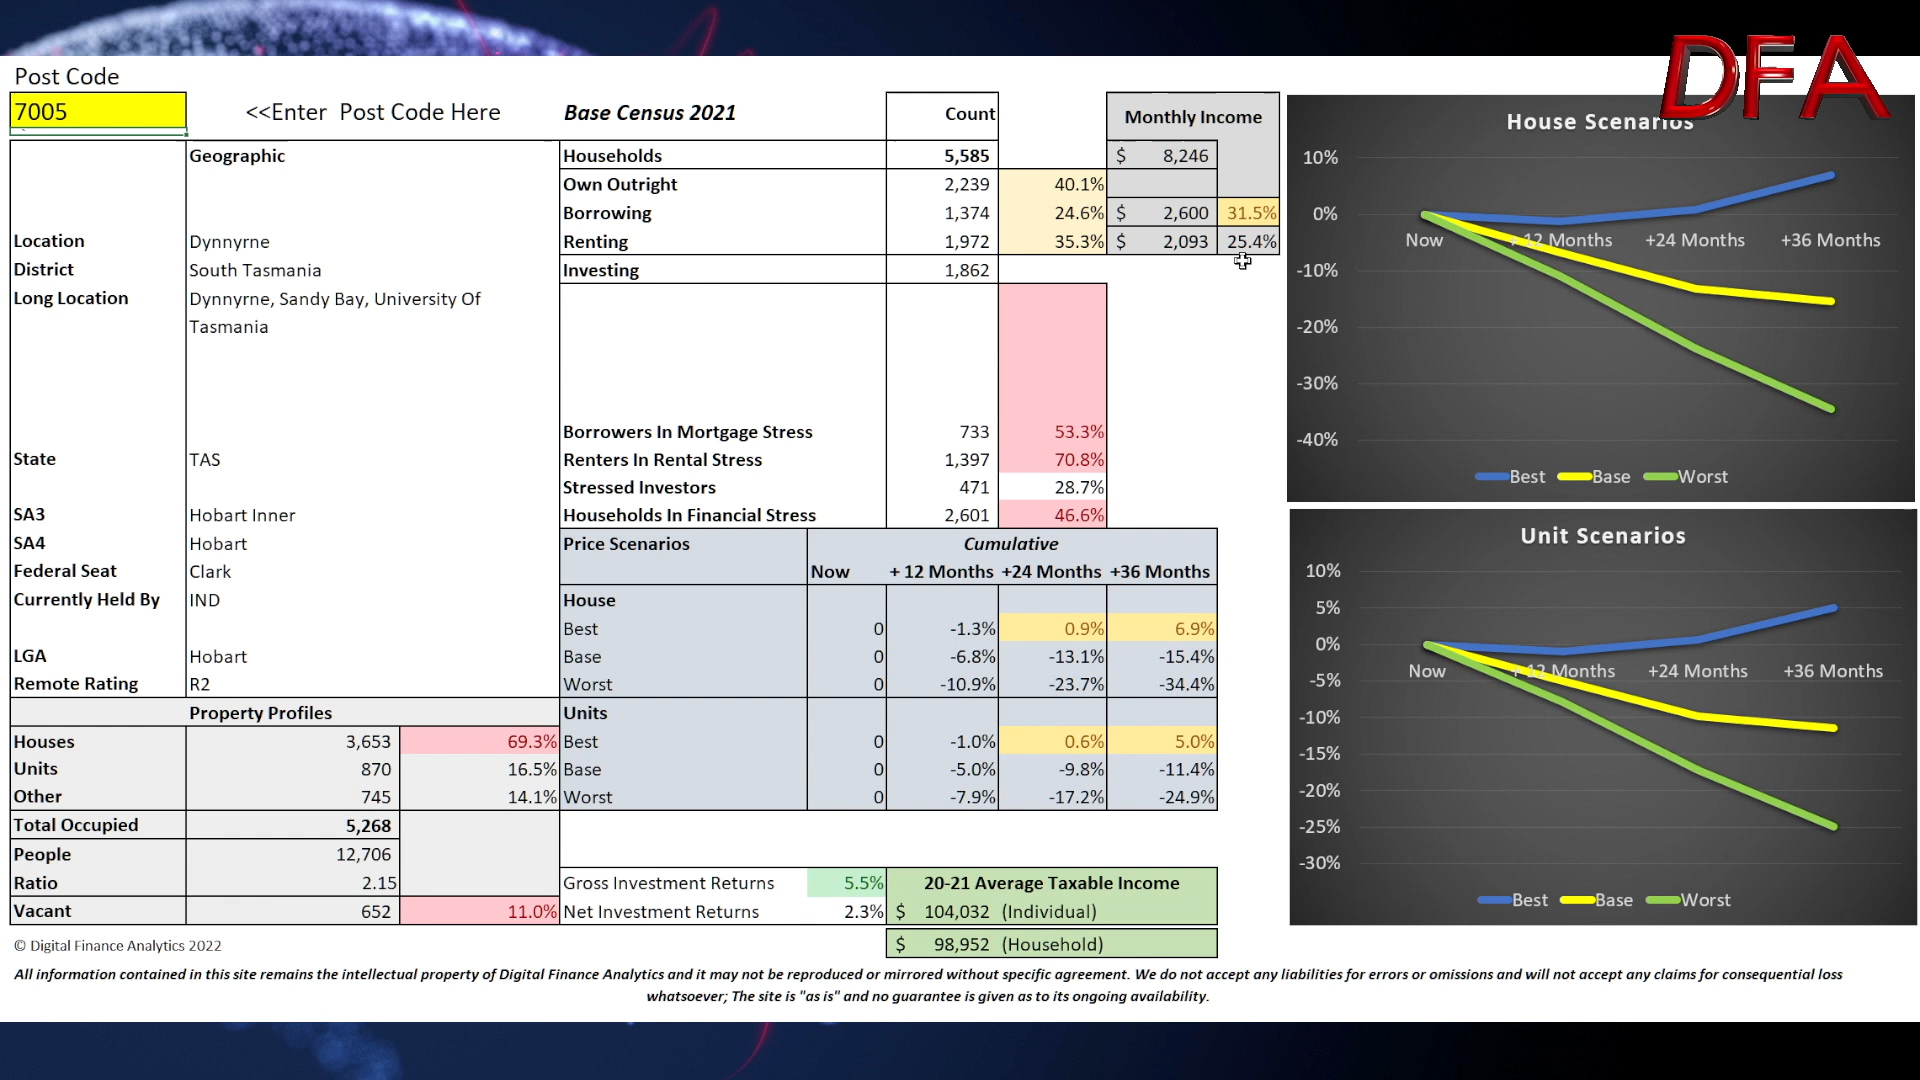 DFA
Post Code
7005 <<Enter Post Code Here Base Census 2021 Count Monthly Income
Geographic Households 5,585 $ 8,246
Own Outright 2,239 40.1%
Borrowing 1,374 24.6% $ 2,600 31.5%
Location Dynnyrne Renting 1,972 35.3% $ 2,093 25.4%
District South Tasmania Investing 1,862
Long Location Dynnyrne, Sandy Bay, University Of
Tasmania
Borrowers In Mortgage Stress 733 53.3%
State TAS Renters In Rental Stress 1,397 70.8%
Stressed Investors 471 28.7%
SA3 Hobart Inner Households In Financial Stress 2,601 46.6%
SA4 Hobart Price Scenarios Cumulative
Federal Seat Clark Now + 12 Months +24 Months +36 Months
Currently Held By IND House
Best 0 -1.3% 0.9% 6.9%
LGA Hobart Base 0 -6.8% -13.1% -15.4%
Remote Rating R2 Worst 0 -10.9% -23.7% -34.4%
Property Profiles Units
Houses 3,653 69.3% Best 0 -1.0% 0.6% 5.0%
Units 870 16.5% Base 0 -5.0% -9.8% -11.4%
Other 745 14.1% Worst 0 -7.9% -17.2% -24.9%
Total Occupied 5,268
People 12,706
Ratio 2.15 Gross Investment Returns 5.5% 20-21 Average Taxable Income
Vacant 652 11.0% Net Investment Returns 2.3% $ 104,032 (Individual)
$ 98,952 (Household)
House Scenarios
10%
0%
Now + 12 Months +24 Months +36 Months
-10%
-20%
-30%
-40%
Best Base Worst
Unit Scenarios
10%
5%
0%
Now + 12 Months +24 Months +36 Months
-5%
-10%
-15%
-20%
-25%
-30%
Best Base Worst
© Digital Finance Analytics 2022
All information contained in this site remains the intellectual property of Digital Finance Analytics and it may not be reproduced or mirrored without specific agreement. We do not accept any liabilities for errors or omissions and will not accept any claims for consequential loss
whatsoever; The site is "as is" and no guarantee is given as to its ongoing availability.